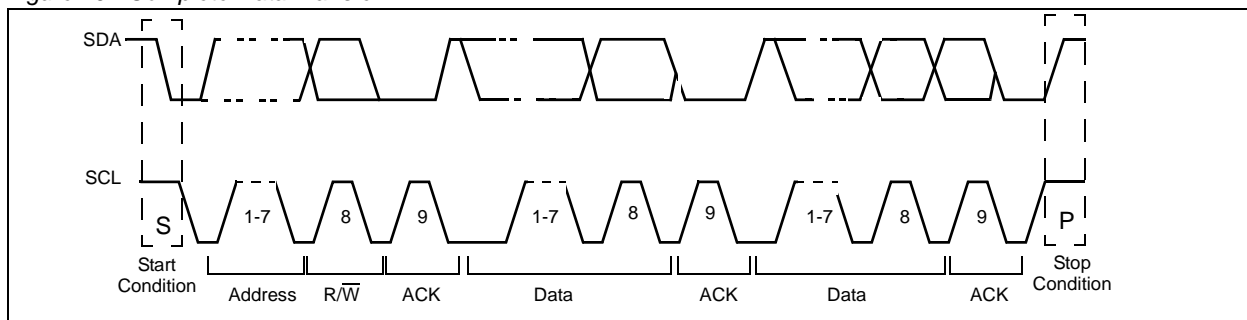 SDA
SCL
S
1-7
8
9
1-7
8
9
1-7
8
9
P
Start
Condition
Address
R/W̅
ACK
Data
ACK
Data
ACK
Stop
Condition